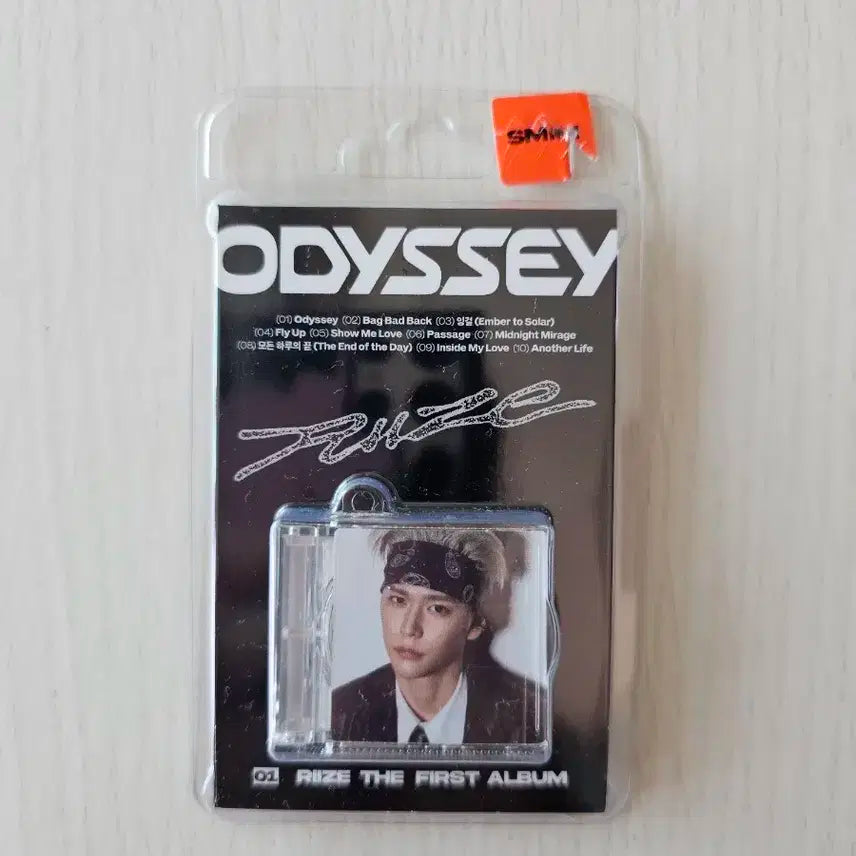 ODYSSEY
(01) Odyssey (02) Bag Bad Back (03) 잉걸 (Ember to Solar)
(04) Fly Up (05) Show Me Love (06) Passage (07) Midnight Mirage
(08) 모든 하루의 끝 (The End of the Day) (09) Inside My Love (10) Another Life
RIIZE
01 RIIZE THE FIRST ALBUM